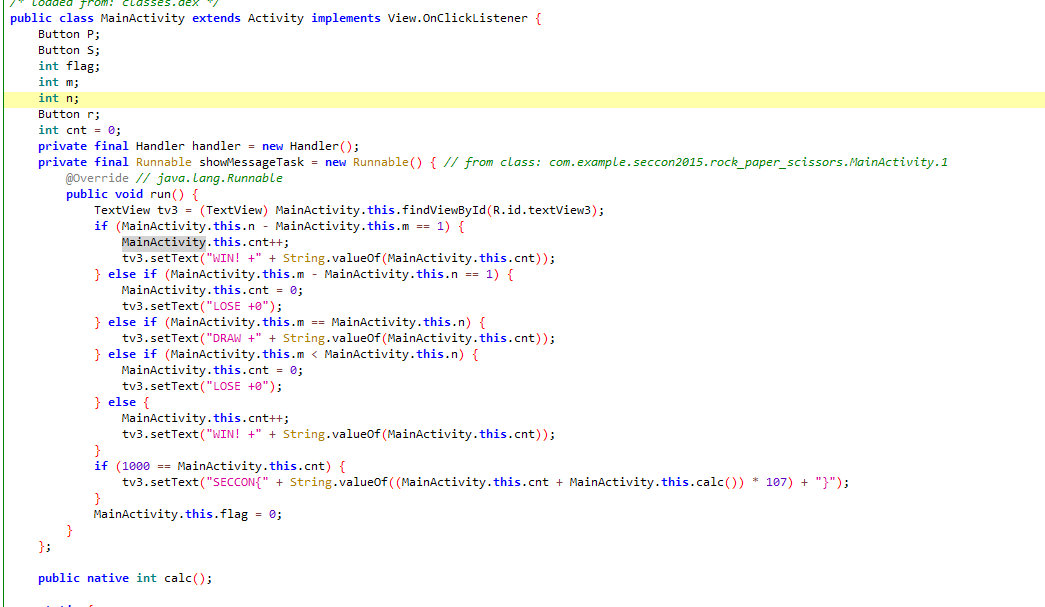 /* loaded from: classes.dex */
public class MainActivity extends Activity implements View.OnClickListener {
    Button P;
    Button S;
    int flag;
    int m;
    int n;
    Button r;
    int cnt = 0;
    private final Handler handler = new Handler();
    private final Runnable showMessageTask = new Runnable() { // from class: com.example.seccon2015.rock_paper_scissors.MainActivity.1
        @Override // java.lang.Runnable
        public void run() {
            TextView tv3 = (TextView) MainActivity.this.findViewById(R.id.textView3);
            if (MainActivity.this.n - MainActivity.this.m == 1) {
                MainActivity.this.cnt++;
                tv3.setText("WIN! +" + String.valueOf(MainActivity.this.cnt));
            } else if (MainActivity.this.m - MainActivity.this.n == 1) {
                MainActivity.this.cnt = 0;
                tv3.setText("LOSE +0");
            } else if (MainActivity.this.m == MainActivity.this.n) {
                tv3.setText("DRAW +" + String.valueOf(MainActivity.this.cnt));
            } else if (MainActivity.this.m < MainActivity.this.n) {
                MainActivity.this.cnt = 0;
                tv3.setText("LOSE +0");
            } else {
                MainActivity.this.cnt++;
                tv3.setText("WIN! +" + String.valueOf(MainActivity.this.cnt));
            }
            if (1000 == MainActivity.this.cnt) {
                tv3.setText("SECCON{" + String.valueOf((MainActivity.this.cnt + MainActivity.this.calc()) * 107) + "}");
            }
            MainActivity.this.flag = 0;
        }
    };
    public native int calc();